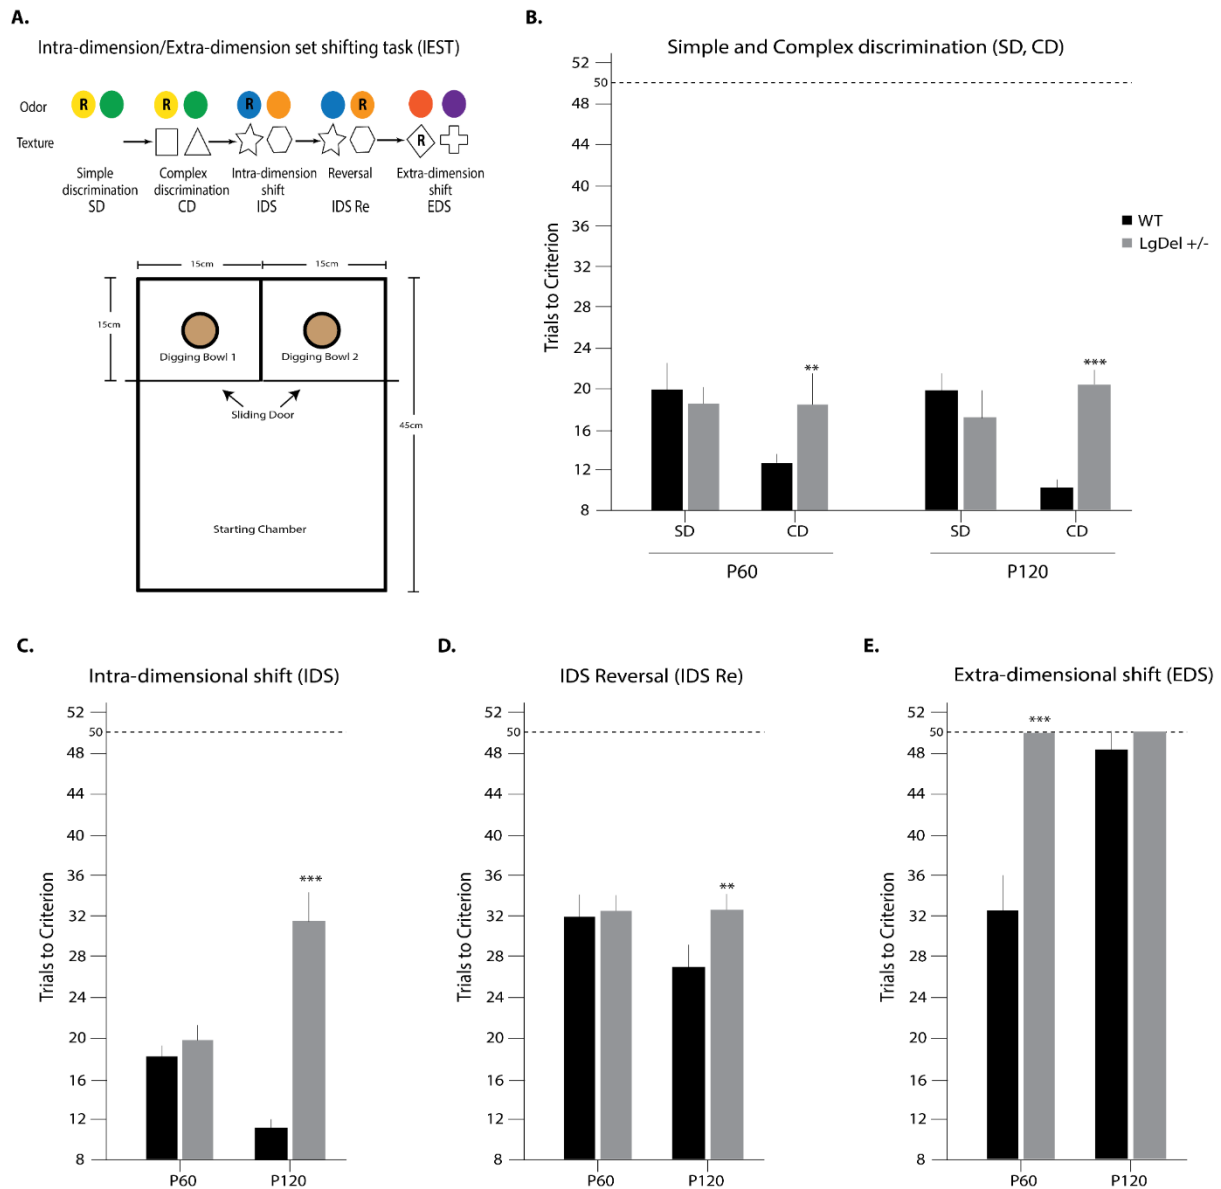 A.
Intra-dimension/Extra-dimension set shifting task (IEST)
Odor
R
R
R
R
Texture
R
Simple discrimination SD
Complex discrimination CD
Intra-dimension shift IDS
Reversal IDS Re
Extra-dimension shift EDS
15cm
15cm
15cm
Digging Bowl 1
Digging Bowl 2
Sliding Door
45cm
Starting Chamber
B.
Simple and Complex discrimination (SD, CD)
Trials to Criterion
52
50
48
44
40
36
32
28
24
20
16
12
8
**
***
WT
LgDel +/-
SD
CD
SD
CD
P60
P120
C.
Intra-dimensional shift (IDS)
Trials to Criterion
52
50
48
44
40
36
32
28
24
20
16
12
8
***
P60
P120
D.
IDS Reversal (IDS Re)
Trials to Criterion
52
50
48
44
40
36
32
28
24
20
16
12
8
**
P60
P120
E.
Extra-dimensional shift (EDS)
Trials to Criterion
52
50
48
44
40
36
32
28
24
20
16
12
8
***
P60
P120